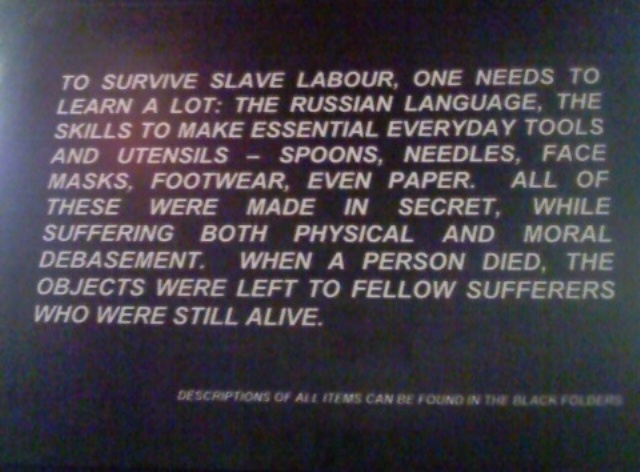 TO SURVIVE SLAVE LABOUR, ONE NEEDS TO
LEARN A LOT: THE RUSSIAN LANGUAGE, THE
SKILLS TO MAKE ESSENTIAL EVERYDAY TOOLS
AND UTENSILS – SPOONS, NEEDLES, FACE
MASKS, FOOTWEAR, EVEN PAPER. ALL OF
THESE WERE MADE IN SECRET, WHILE
SUFFERING BOTH PHYSICAL AND MORAL
DEBASEMENT. WHEN A PERSON DIED, THE
OBJECTS WERE LEFT TO FELLOW SUFFERERS
WHO WERE STILL ALIVE.
DESCRIPTIONS OF ALL ITEMS CAN BE FOUND IN THE BLACK FOLDERS